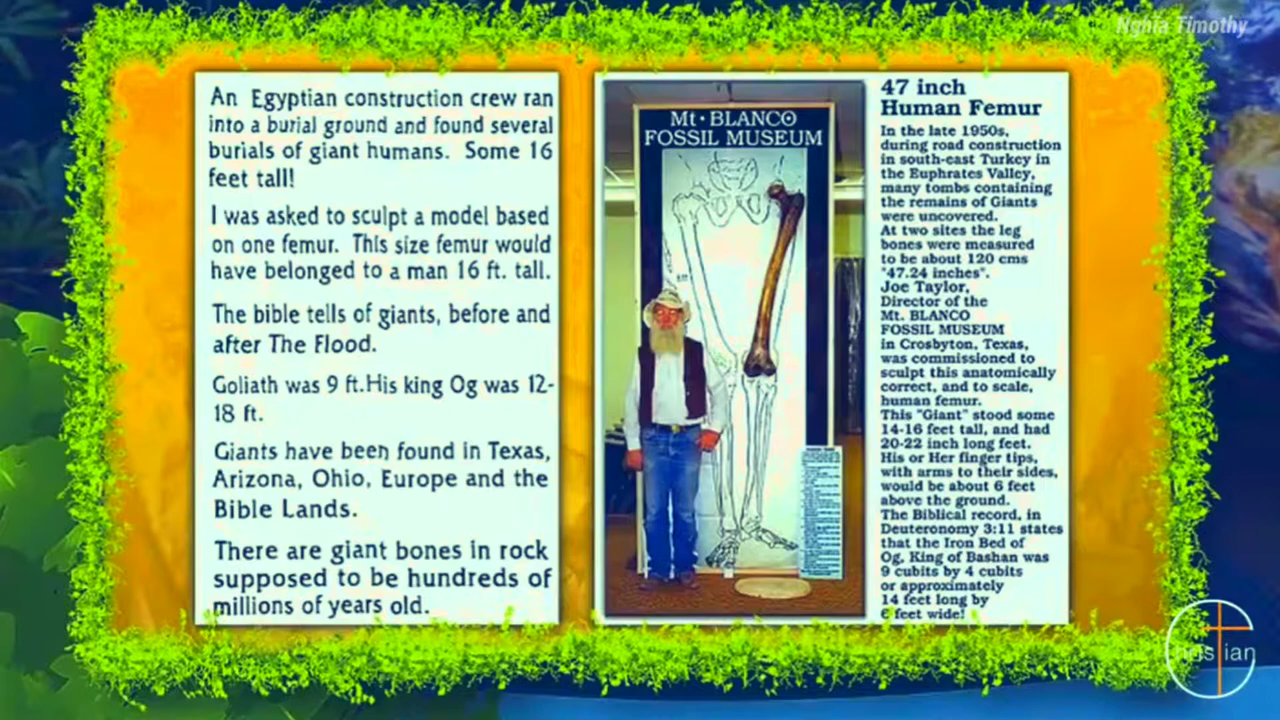 Nghĩa Timothy
An Egyptian construction crew ran
into a burial ground and found several
burials of giant humans. Some 16
feet tall!
I was asked to sculpt a model based
on one femur. This size femur would
have belonged to a man 16 ft. tall.
The bible tells of giants, before and
after The Flood.
Goliath was 9 ft.His king Og was 12-
18 ft.
Giants have been found in Texas,
Arizona, Ohio, Europe and the
Bible Lands.
There are giant bones in rock
supposed to be hundreds of
millions of years old.
Mt•BLANCO
FOSSIL MUSEUM
47 inch
Human Femur
In the late 1950s,
during road construction
in south-east Turkey in
the Euphrates Valley,
many tombs containing
the remains of Giants
were uncovered.
At two sites the leg
bones were measured
to be about 120 cms
"47.24 inches".
Joe Taylor,
Director of the
Mt. BLANCO
FOSSIL MUSEUM
in Crosbyton, Texas,
was commissioned to
sculpt this anatomically
correct, and to scale,
human femur.
This "Giant" stood some
14-16 feet tall, and had
20-22 inch long feet.
His or Her finger tips,
with arms to their sides,
would be about 6 feet
above the ground.
The Biblical record, in
Deuteronomy 3:11 states
that the Iron Bed of
Og, King of Bashan was
9 cubits by 4 cubits
or approximately
14 feet long by
6 feet wide!
Christian